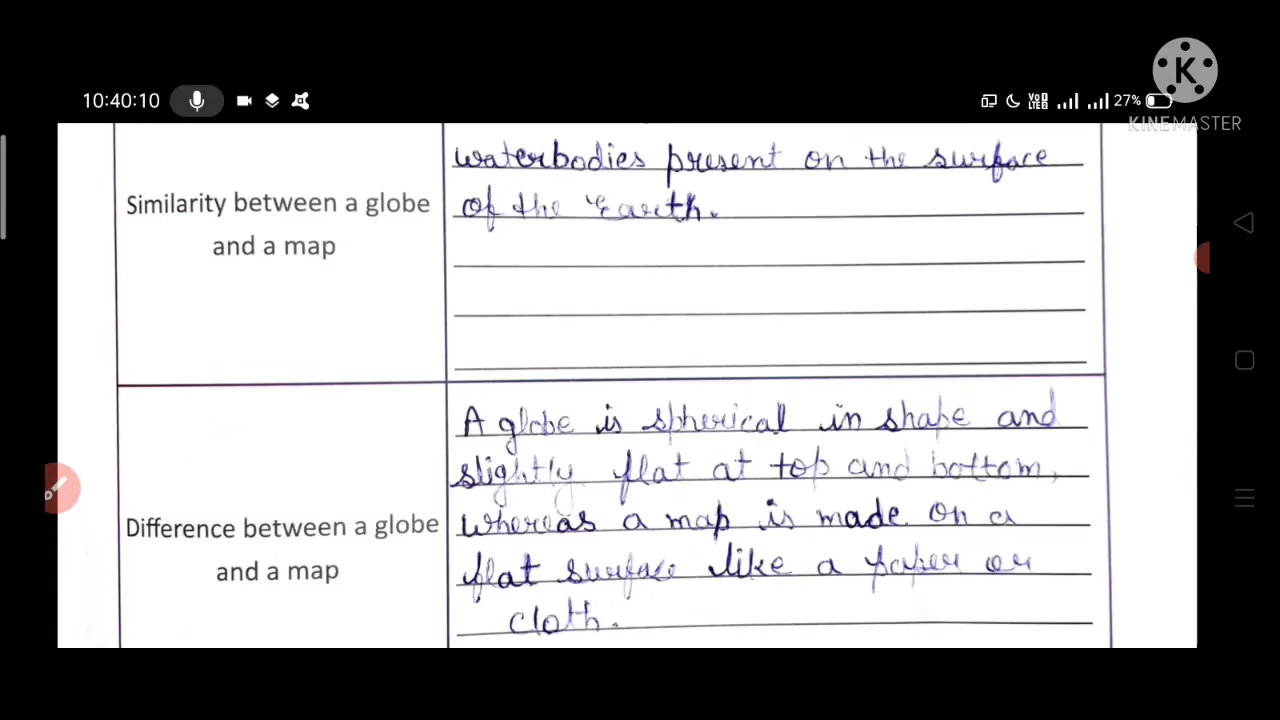 10:40:10
VoD LTE2
27%
K
KINEMASTER
waterbodies present on the surface
of the Earth.
Similarity between a globe
and a map
A globe is spherical in shape and
slightly flat at top and bottom,
whereas a map is made on a
flat surface like a paper or
cloth.
Difference between a globe
and a map